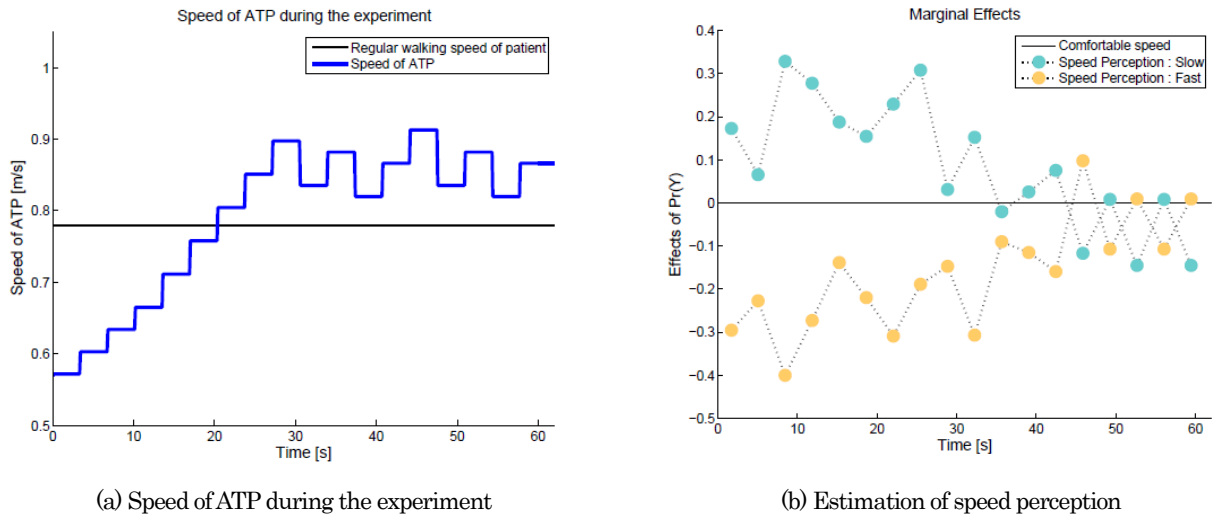 Speed of ATP during the experiment
Regular walking speed of patient
Speed of ATP
1
0.9
0.8
0.7
0.6
0.5
Speed of ATP [m/s]
0 10 20 30 40 50 60
Time [s]
(a) Speed of ATP during the experiment
Marginal Effects
Comfortable speed
Speed Perception : Slow
Speed Perception : Fast
0.4
0.3
0.2
0.1
0
−0.1
−0.2
−0.3
−0.4
−0.5
Effects of Pr(Y)
0 10 20 30 40 50 60
Time [s]
(b) Estimation of speed perception